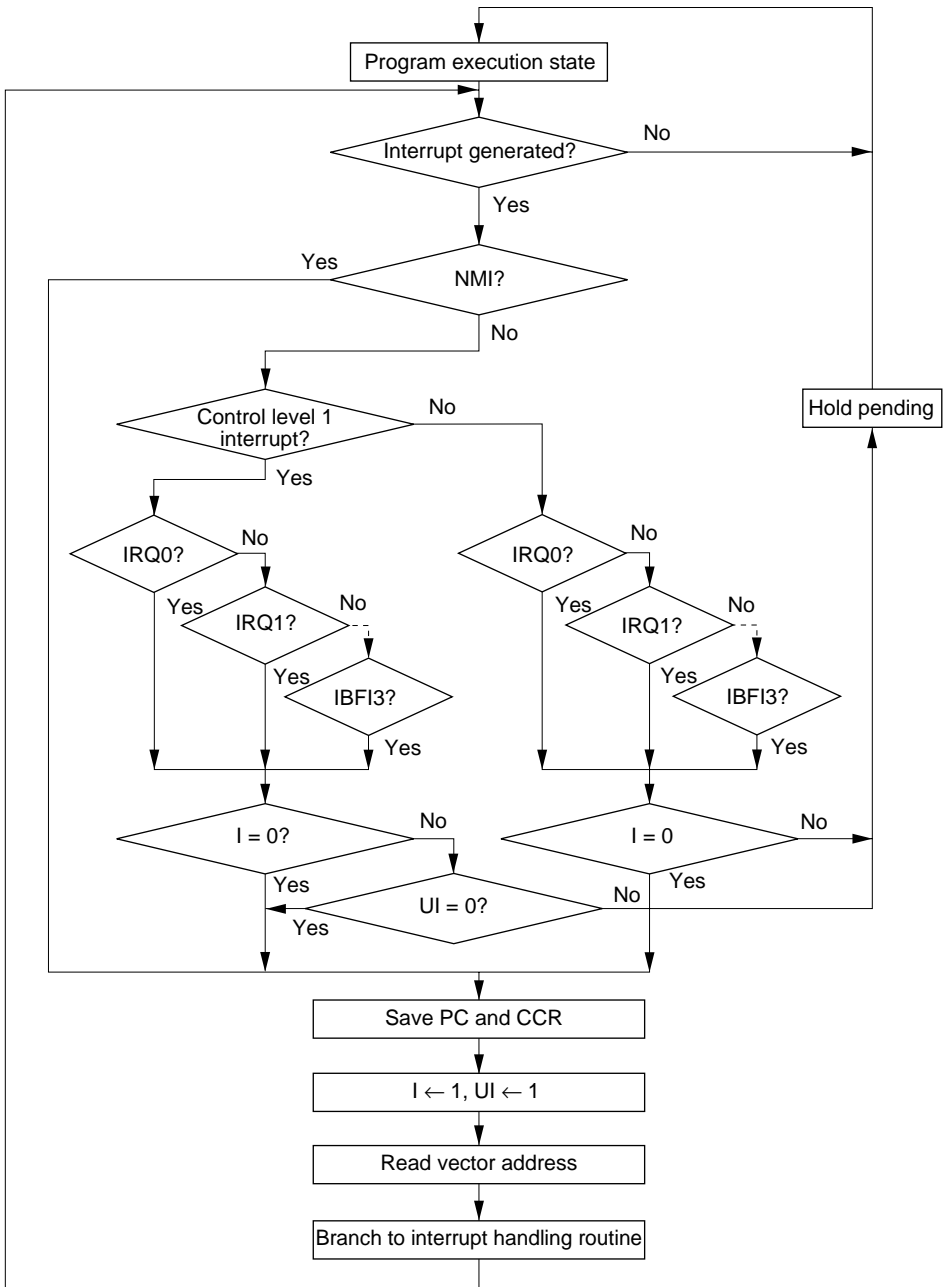 Program execution state
Interrupt generated?
No
Yes
Yes
NMI?
No
Control level 1
interrupt?
No
Hold pending
Yes
IRQ0?
No
IRQ0?
No
Yes
IRQ1?
No
Yes
IRQ1?
No
Yes
IBFI3?
Yes
IBFI3?
Yes
Yes
I = 0?
No
I = 0
No
Yes
UI = 0?
No
Yes
Yes
Save PC and CCR
I ← 1, UI ← 1
Read vector address
Branch to interrupt handling routine